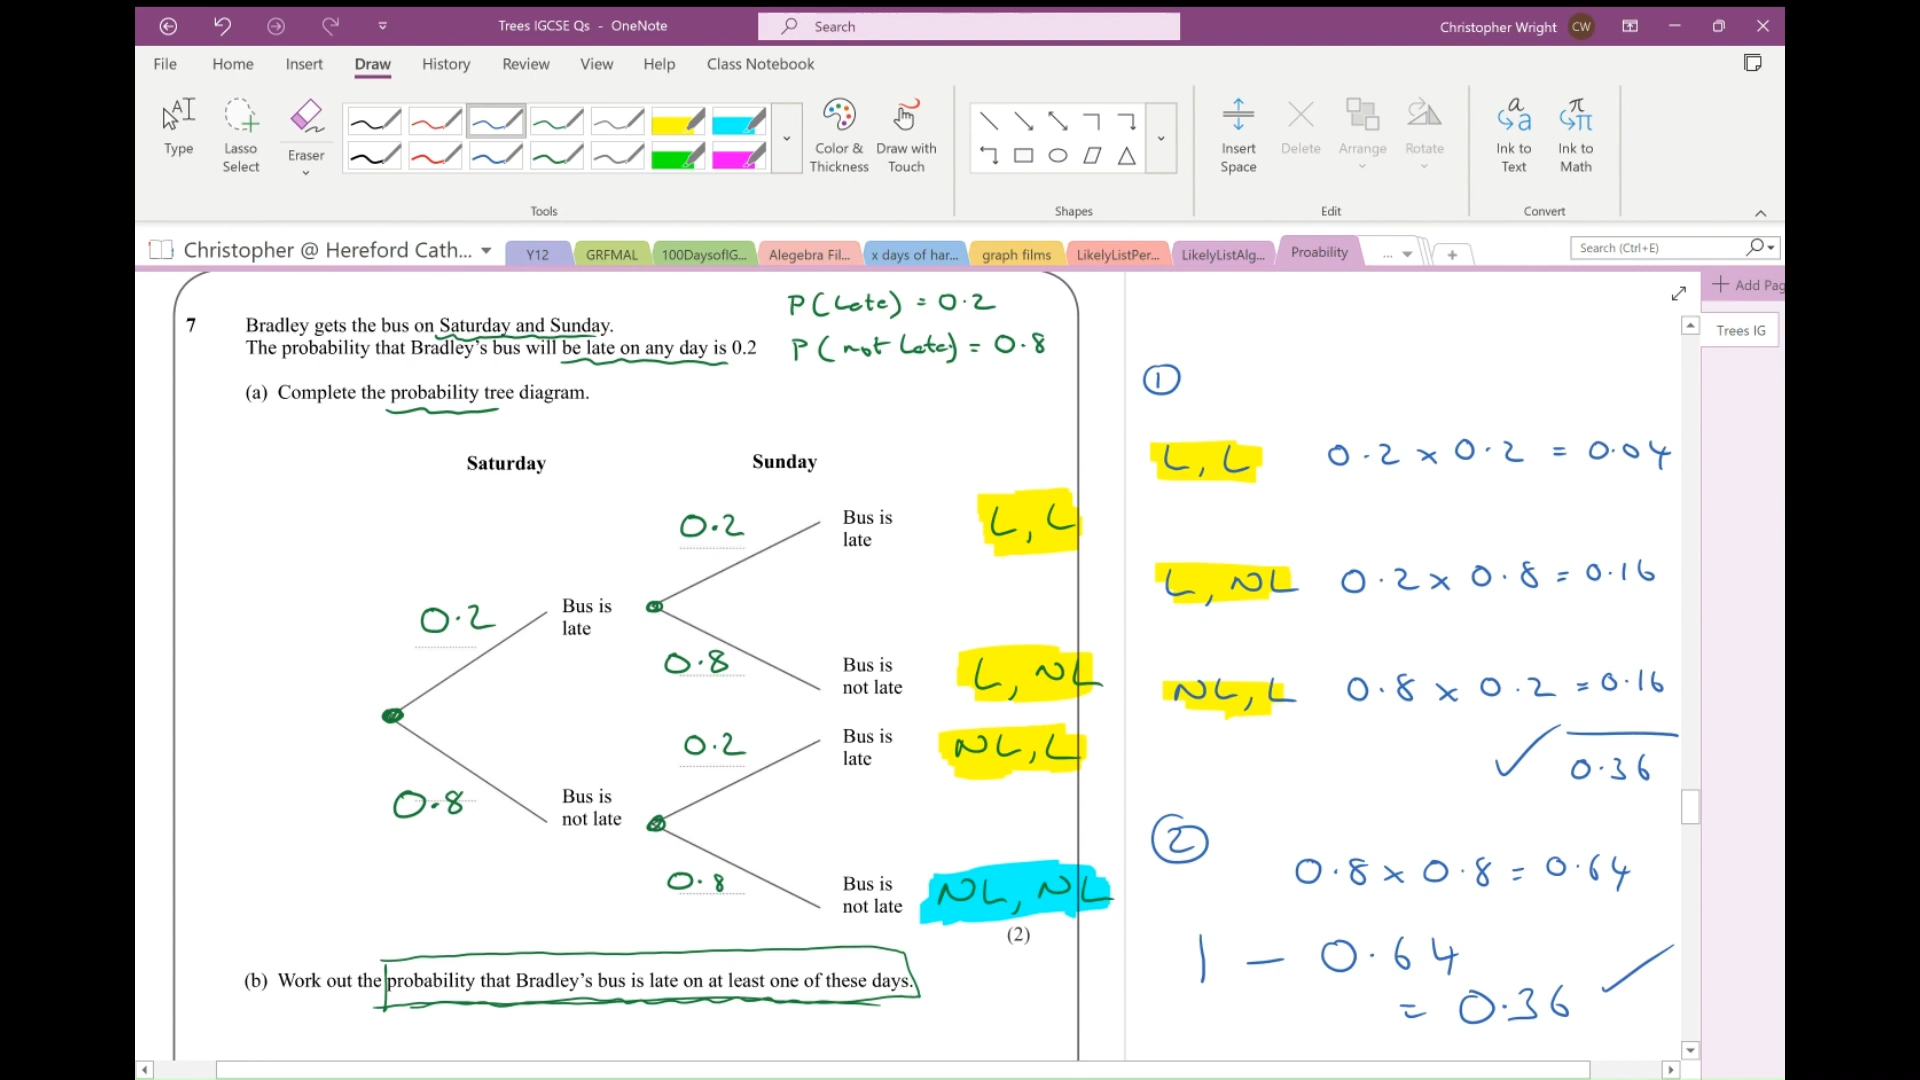 Trees IGCSE Qs - OneNote
Search
Christopher Wright
CW
File
Home
Insert
Draw
History
Review
View
Help
Class Notebook
Type
Lasso Select
Eraser
Color & Thickness
Draw with Touch
Insert Space
Delete
Arrange
Rotate
Ink to Text
Ink to Math
Tools
Shapes
Edit
Convert
Christopher @ Hereford Cath...
Y12
GRFMAL
100DaysofIG...
Alegebra Fil...
x days of har...
graph films
LikelyListPer...
LikelyListAlg...
Proability
...
Search (Ctrl+E)
Add Pag
Trees IG
P(Late) = 0.2
P(not Late) = 0.8
7
Bradley gets the bus on Saturday and Sunday.
The probability that Bradley's bus will be late on any day is 0.2
(a) Complete the probability tree diagram.
Saturday
Sunday
0.2
Bus is
late
L, L
0.2
Bus is
late
0.8
Bus is
not late
L, NL
0.2
Bus is
late
NL, L
0.8
Bus is
not late
0.8
Bus is
not late
NL, NL
(2)
(b) Work out the probability that Bradley's bus is late on at least one of these days.
1
L, L 0.2 × 0.2 = 0.04
L, NL 0.2 × 0.8 = 0.16
NL, L 0.8 × 0.2 = 0.16
0.36
2
0.8 × 0.8 = 0.64
1 - 0.64
= 0.36